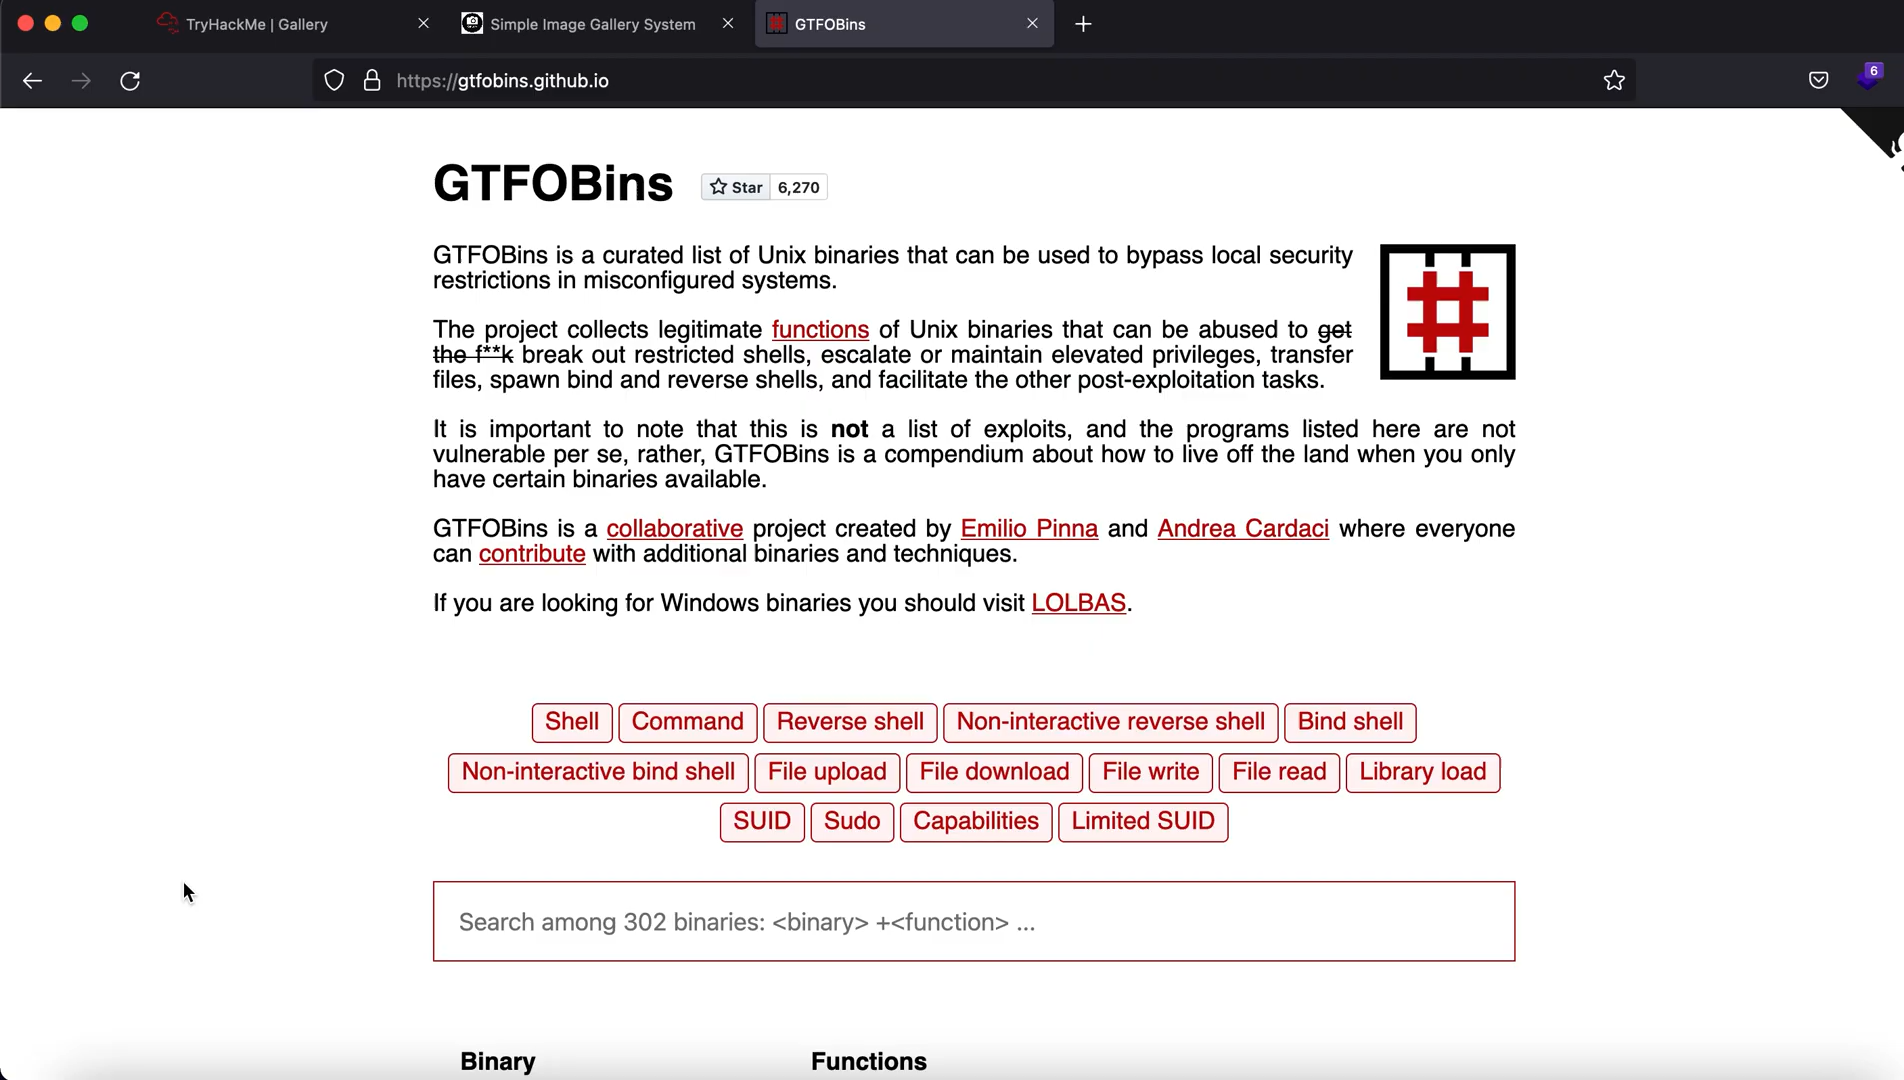 TryHackMe | Gallery
Simple Image Gallery System
GTFOBins
https://gtfobins.github.io
6
GTFOBins
Star 6,270
GTFOBins is a curated list of Unix binaries that can be used to bypass local security
restrictions in misconfigured systems.
The project collects legitimate functions of Unix binaries that can be abused to get
the f**k break out restricted shells, escalate or maintain elevated privileges, transfer
files, spawn bind and reverse shells, and facilitate the other post-exploitation tasks.
It is important to note that this is not a list of exploits, and the programs listed here are not
vulnerable per se, rather, GTFOBins is a compendium about how to live off the land when you only
have certain binaries available.
GTFOBins is a collaborative project created by Emilio Pinna and Andrea Cardaci where everyone
can contribute with additional binaries and techniques.
If you are looking for Windows binaries you should visit LOLBAS.
Shell Command Reverse shell Non-interactive reverse shell Bind shell
Non-interactive bind shell File upload File download File write File read Library load
SUID Sudo Capabilities Limited SUID
Search among 302 binaries: <binary> +<function> ...
Binary Functions